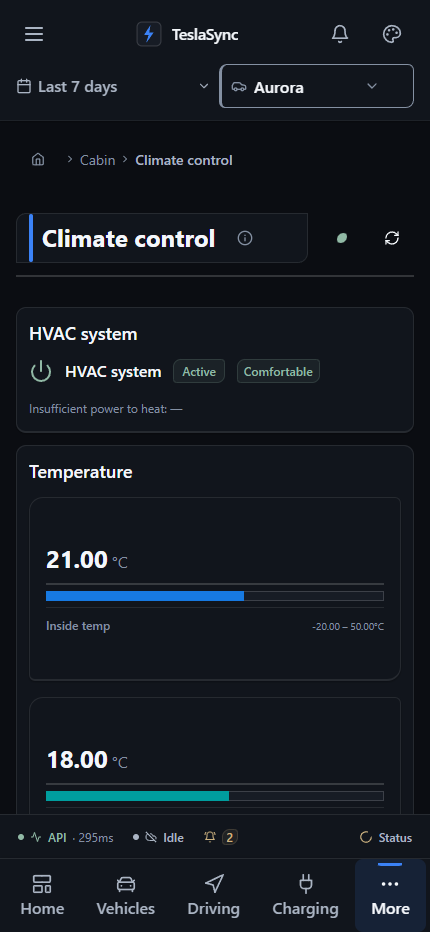 TeslaSync
Last 7 days
Aurora
Cabin
Climate control
Climate control
HVAC system
HVAC system Active Comfortable
Insufficient power to heat: —
Temperature
21.00 °C
Inside temp -20.00 – 50.00°C
18.00 °C
API · 295ms Idle 2 Status
Home Vehicles Driving Charging More